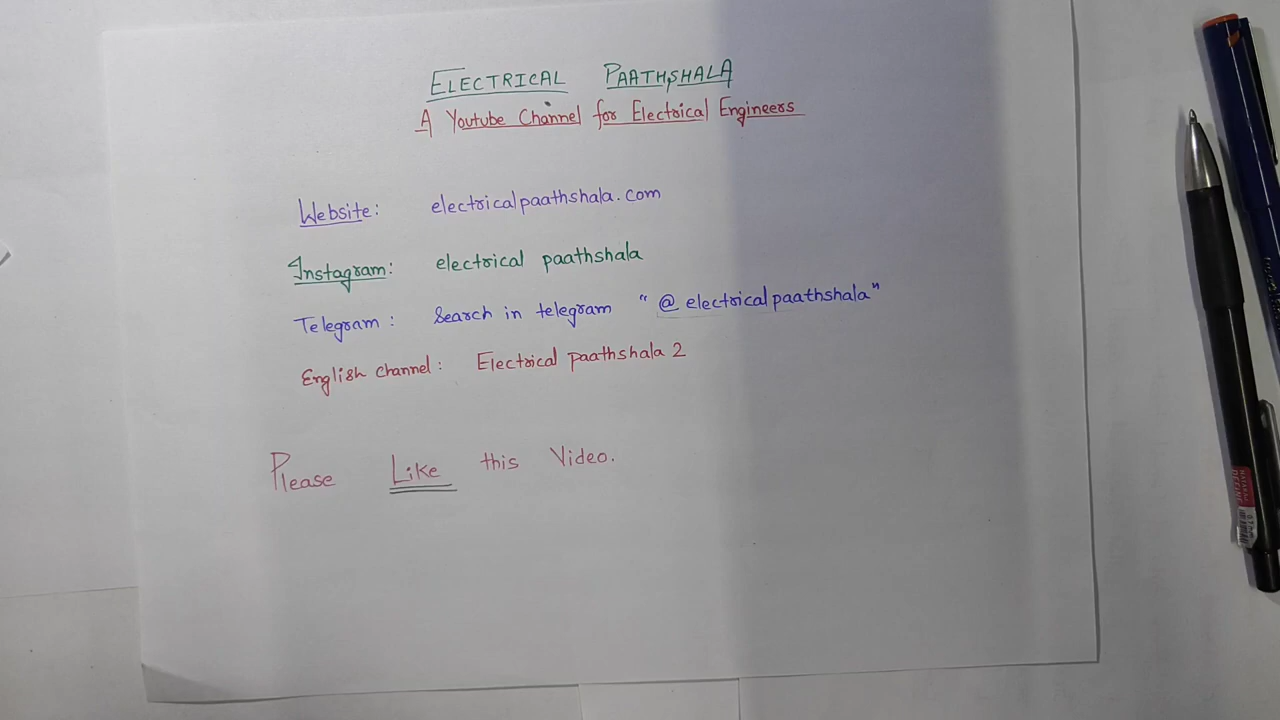 ELECTRICAL PAATHSHALA
A Youtube Channel for Electrical Engineers
Website: electricalpaathshala.com
Instagram: electrical paathshala
Telegram: Search in telegram "@electricalpaathshala"
English channel: Electrical paathshala 2
Please Like this Video.